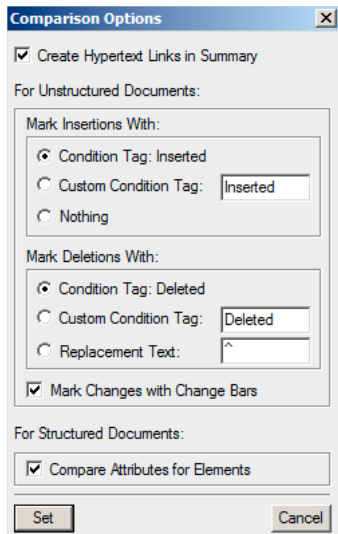 Comparison Options
Create Hypertext Links in Summary
For Unstructured Documents:
Mark Insertions With:
Condition Tag: Inserted
Custom Condition Tag: Inserted
Nothing
Mark Deletions With:
Condition Tag: Deleted
Custom Condition Tag: Deleted
Replacement Text: ^
Mark Changes with Change Bars
For Structured Documents:
Compare Attributes for Elements
Set Cancel